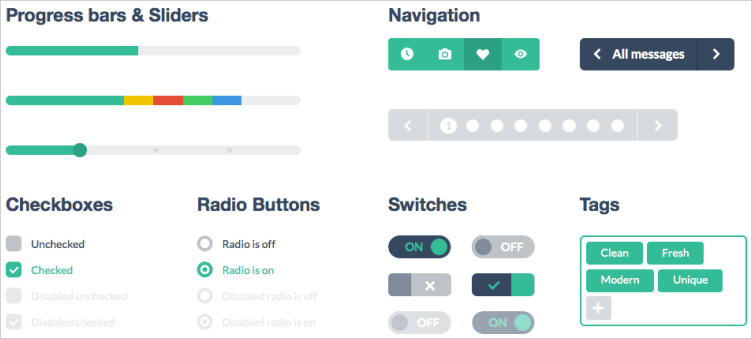 Progress bars & Sliders
Navigation
All messages
1
Checkboxes
Radio Buttons
Switches
Tags
Unchecked
Checked
Disabled unchecked
Disabled checked
Radio is off
Radio is on
Disabled radio is off
Disabled radio is on
ON
OFF
OFF
ON
Clean
Fresh
Modern
Unique